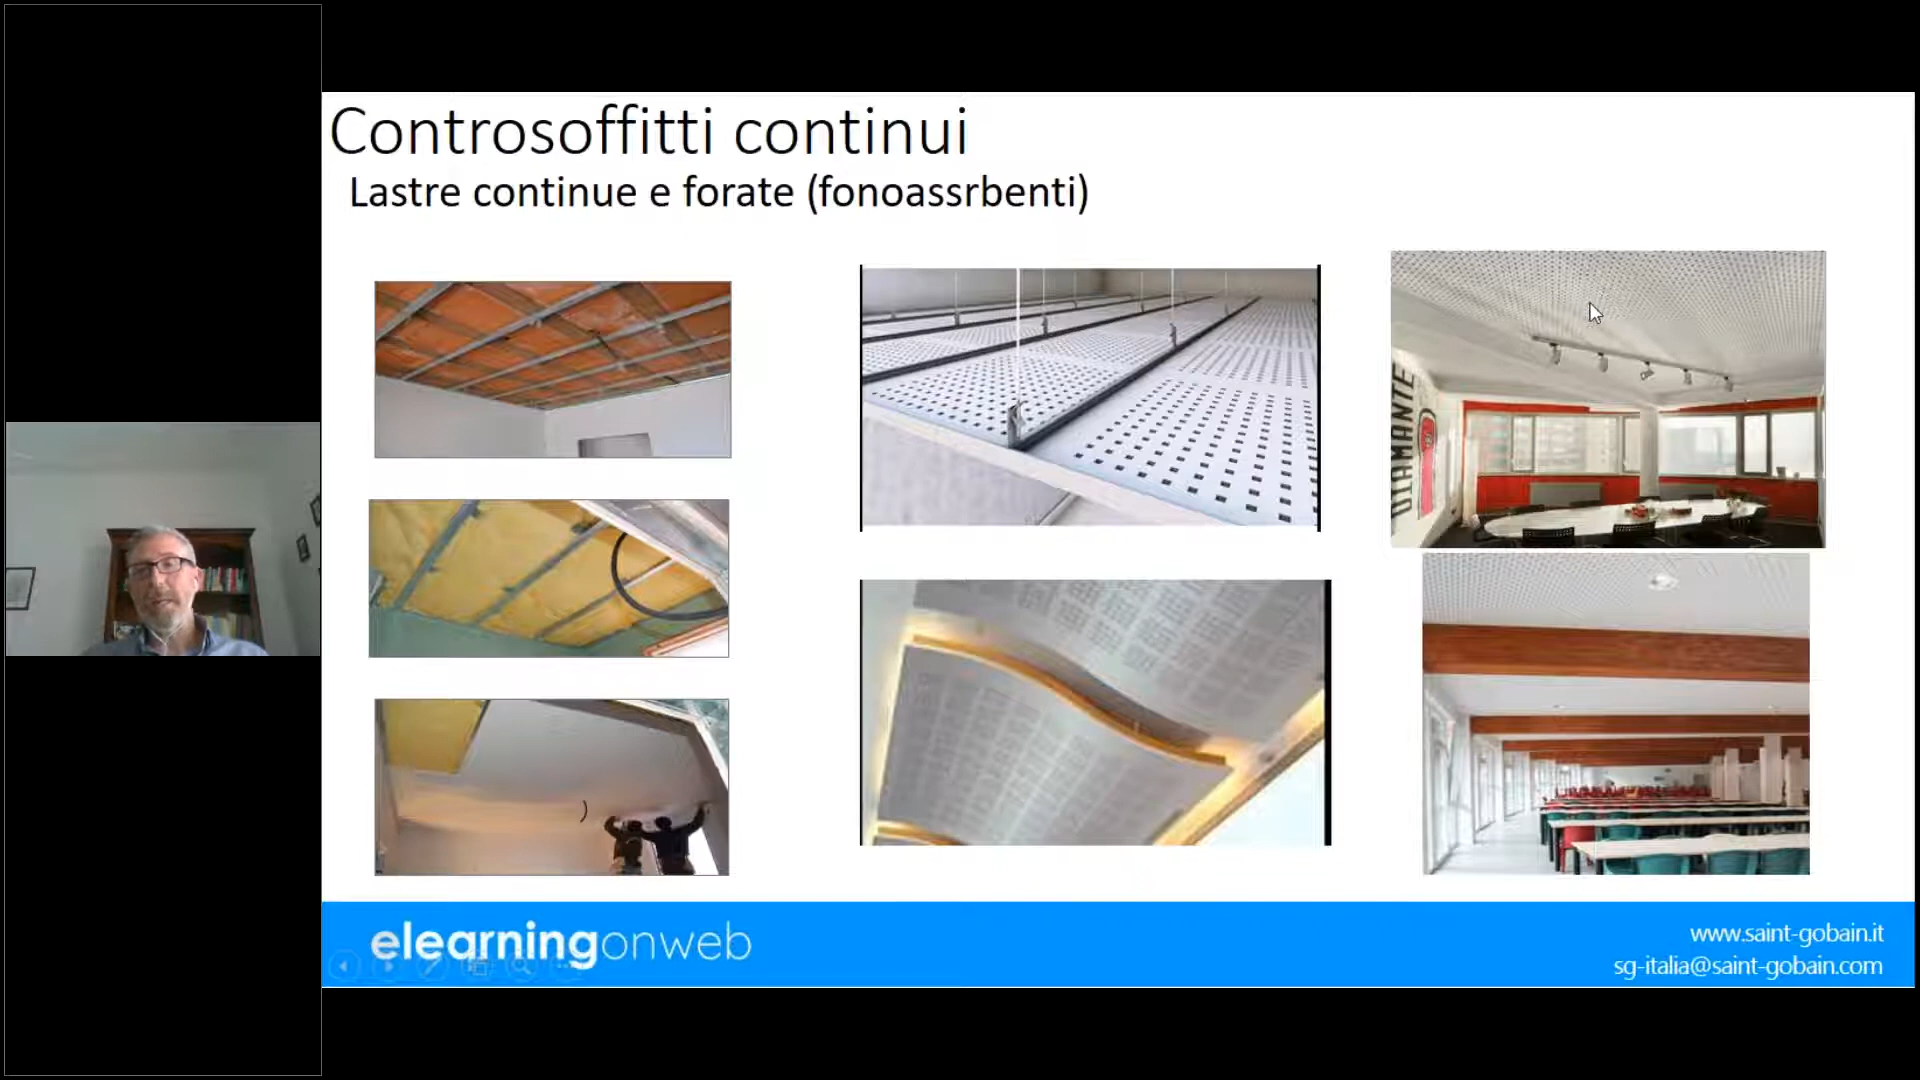 Controsoffitti continui
Lastre continue e forate (fonoassrbenti)
DIAMANTE
elearningonweb
www.saint-gobain.it
sg-italia@saint-gobain.com